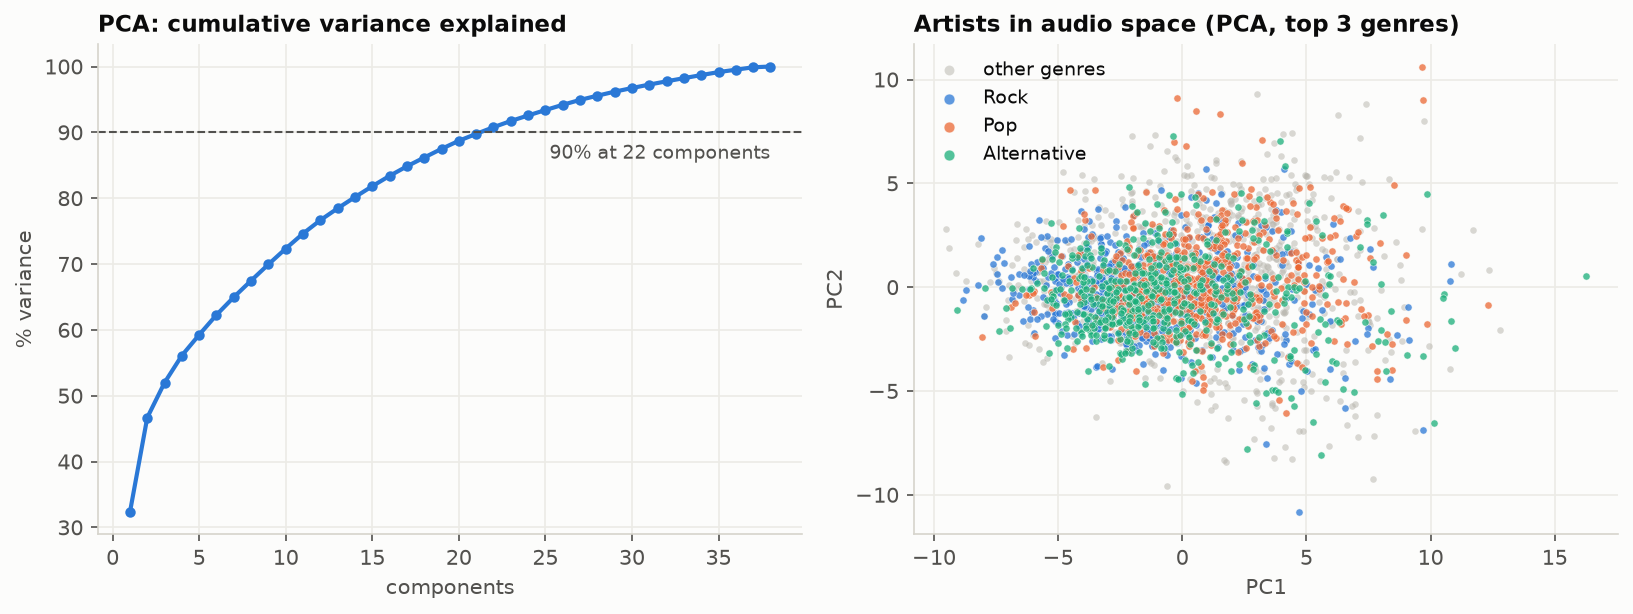 PCA: cumulative variance explained
100
90
80
70
60
50
40
30
% variance
90% at 22 components
0 5 10 15 20 25 30 35
components
Artists in audio space (PCA, top 3 genres)
other genres
Rock
Pop
Alternative
10
5
0
−5
−10
PC2
−10 −5 0 5 10 15
PC1